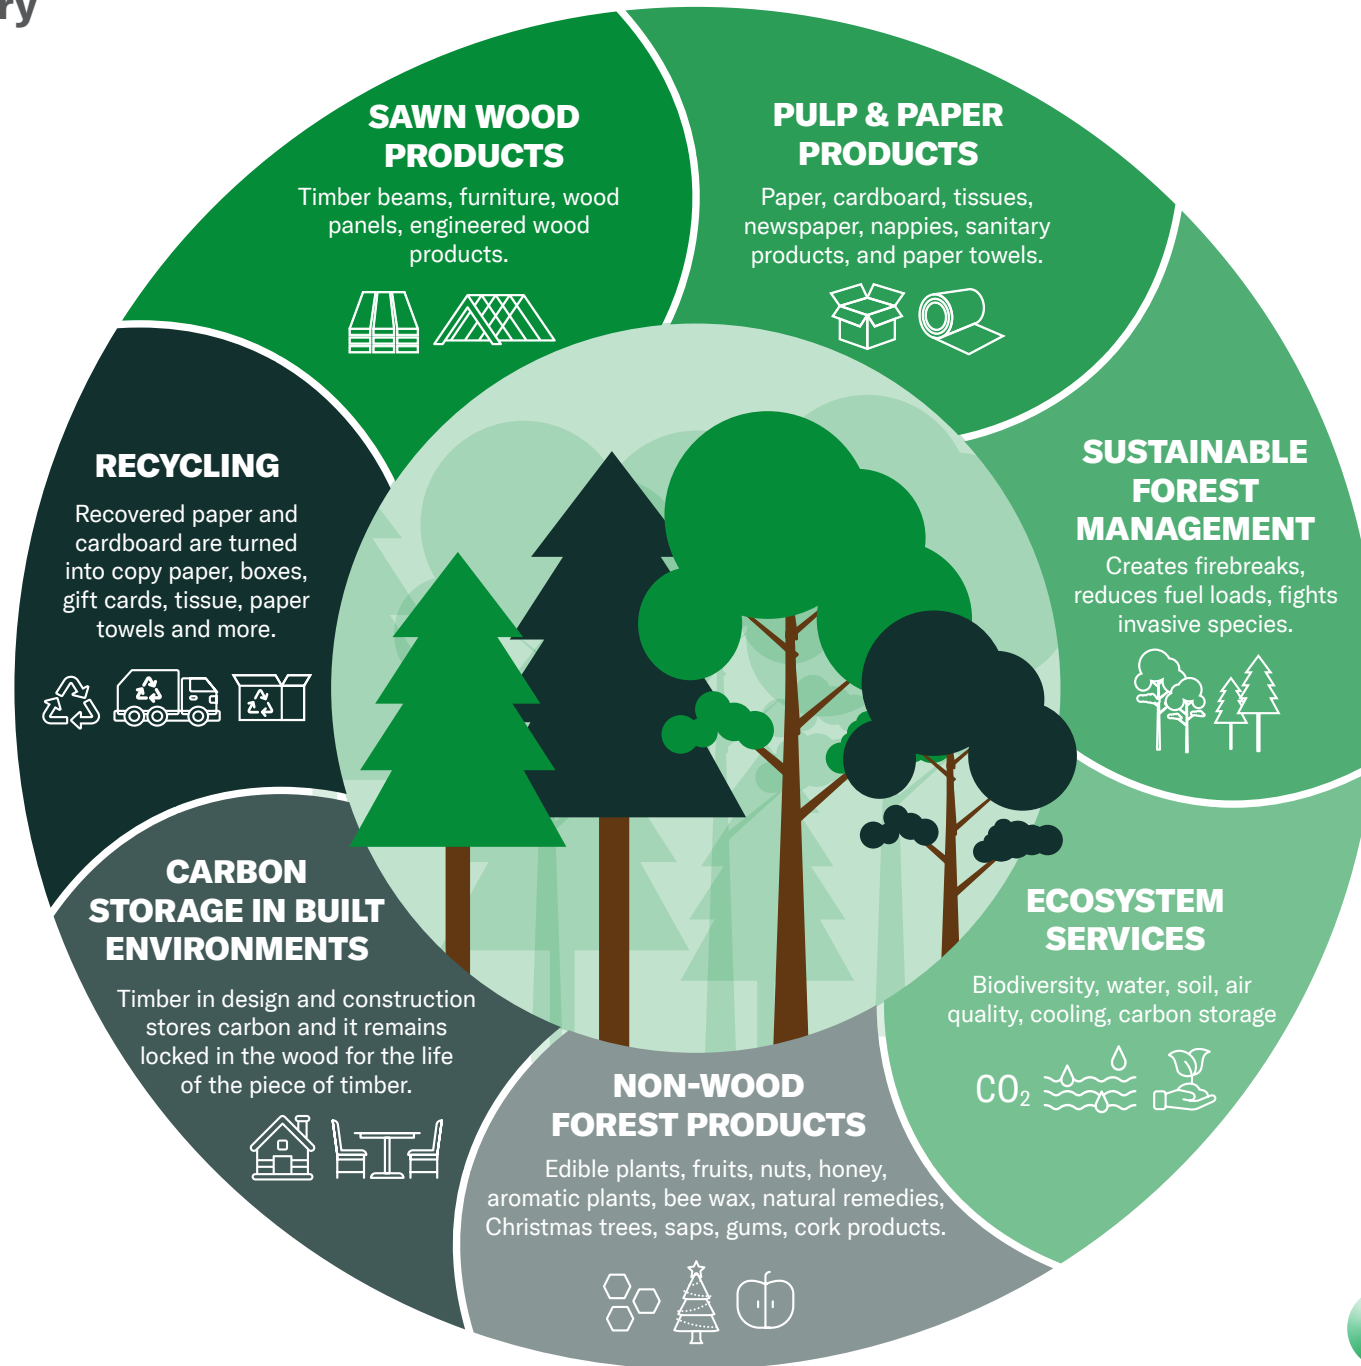 ry
SAWN WOOD
PRODUCTS
Timber beams, furniture, wood
panels, engineered wood
products.
PULP & PAPER
PRODUCTS
Paper, cardboard, tissues,
newspaper, nappies, sanitary
products, and paper towels.
SUSTAINABLE
FOREST
MANAGEMENT
Creates firebreaks,
reduces fuel loads, fights
invasive species.
ECOSYSTEM
SERVICES
Biodiversity, water, soil, air
quality, cooling, carbon storage
CO₂
NON-WOOD
FOREST PRODUCTS
Edible plants, fruits, nuts, honey,
aromatic plants, bee wax, natural remedies,
Christmas trees, saps, gums, cork products.
CARBON
STORAGE IN BUILT
ENVIRONMENTS
Timber in design and construction
stores carbon and it remains
locked in the wood for the life
of the piece of timber.
RECYCLING
Recovered paper and
cardboard are turned
into copy paper, boxes,
gift cards, tissue, paper
towels and more.